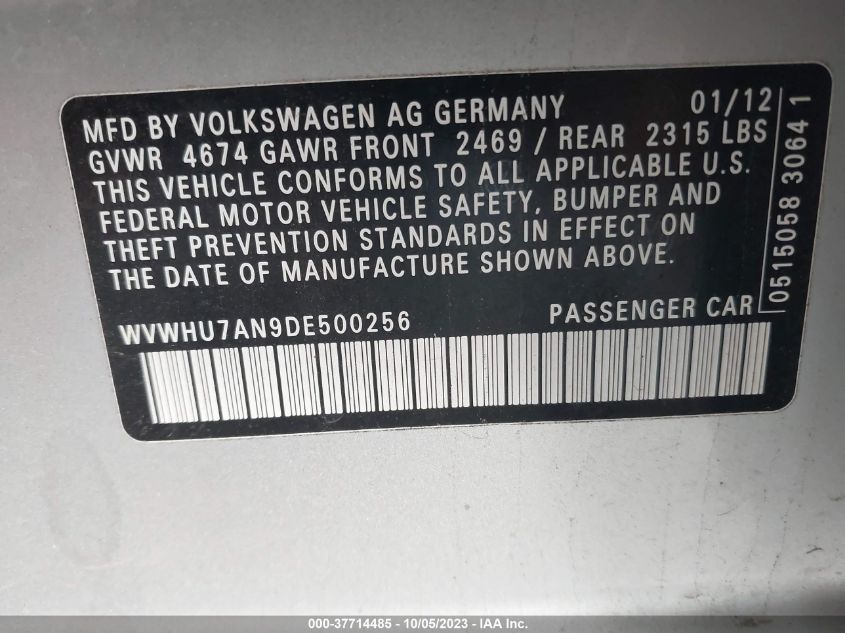 MFD BY VOLKSWAGEN AG GERMANY 01/12
GVWR 4674 GAWR FRONT 2469 / REAR 2315 LBS
THIS VEHICLE CONFORMS TO ALL APPLICABLE U.S.
FEDERAL MOTOR VEHICLE SAFETY, BUMPER AND
THEFT PREVENTION STANDARDS IN EFFECT ON
THE DATE OF MANUFACTURE SHOWN ABOVE.
WVWHU7AN9DE500256 PASSENGER CAR
0515058 3064 1
000-37714485 - 10/05/2023 - IAA Inc.